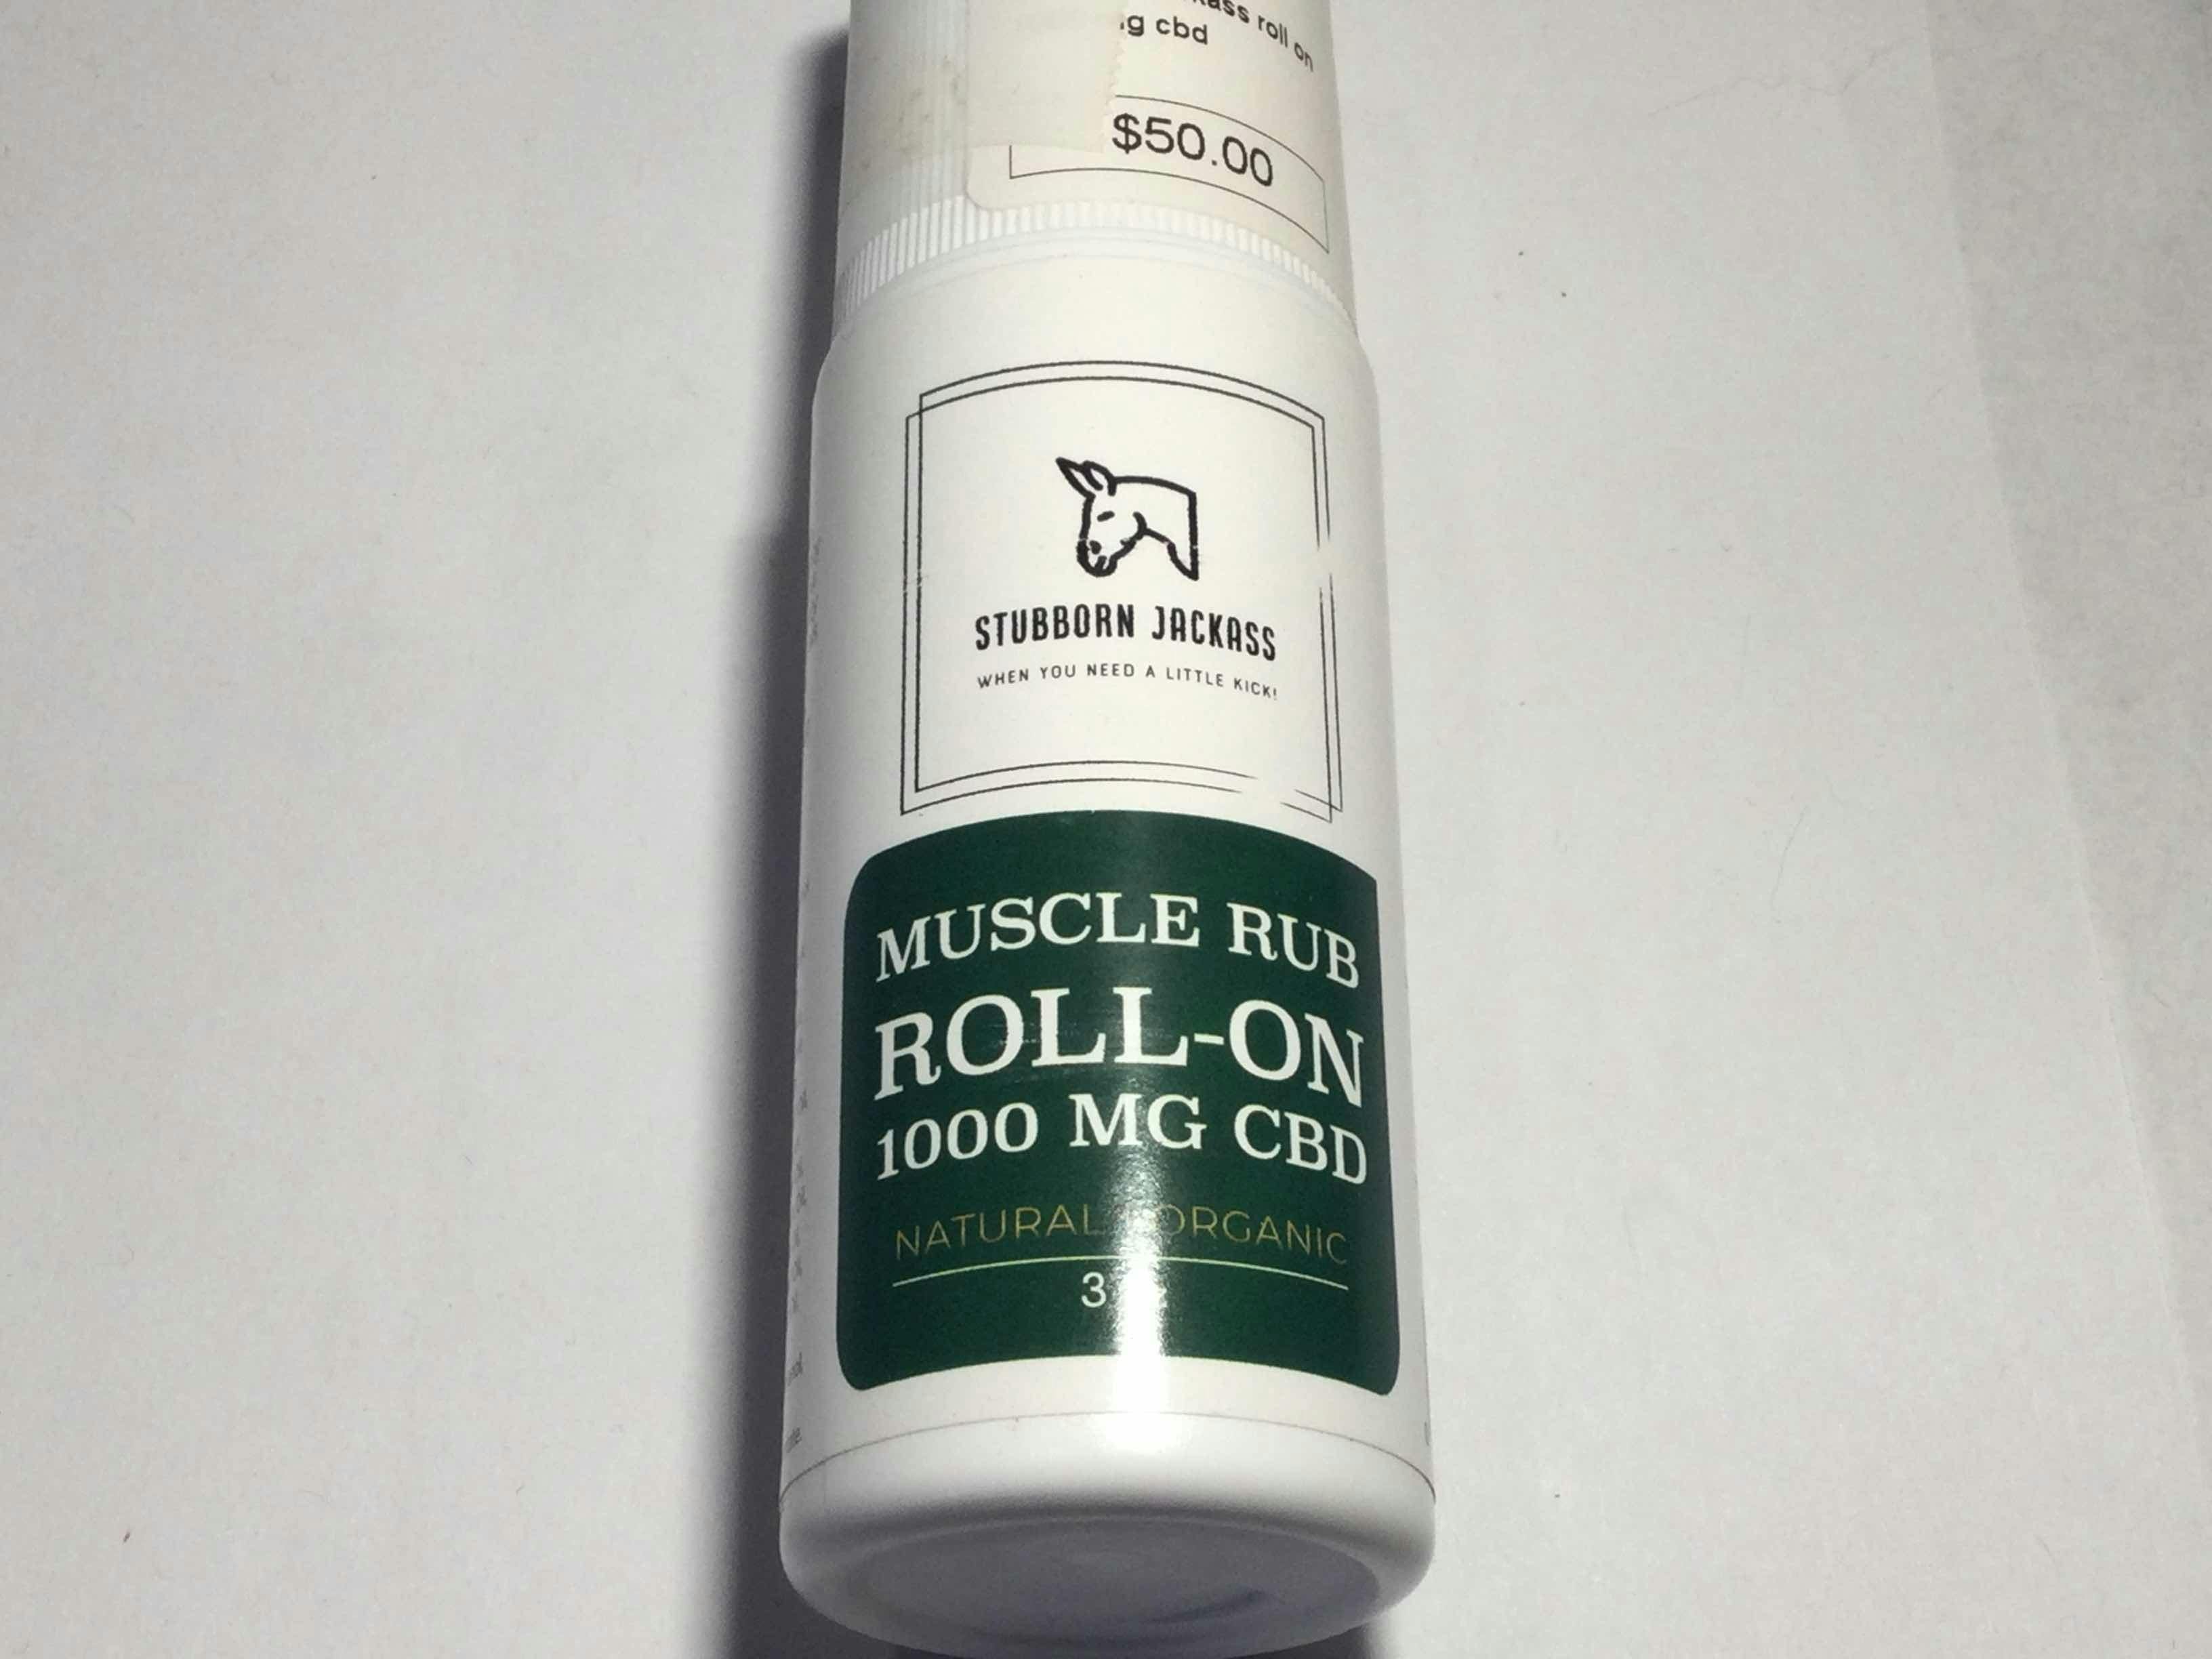 roll on
cbd
$50.00
STUBBORN JACKASS
WHEN YOU NEED A LITTLE KICK!
MUSCLE RUB
ROLL-ON
1000 MG CBD
NATURAL ORGANIC
3